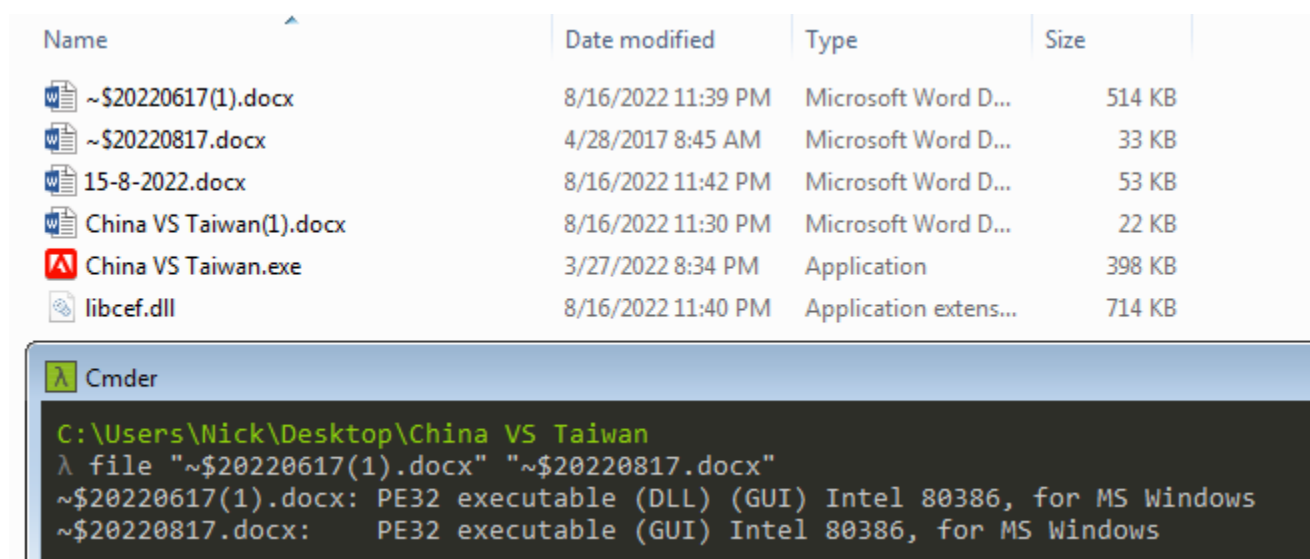 Name Date modified Type Size
~$20220617(1).docx 8/16/2022 11:39 PM Microsoft Word D... 514 KB
~$20220817.docx 4/28/2017 8:45 AM Microsoft Word D... 33 KB
15-8-2022.docx 8/16/2022 11:42 PM Microsoft Word D... 53 KB
China VS Taiwan(1).docx 8/16/2022 11:30 PM Microsoft Word D... 22 KB
China VS Taiwan.exe 3/27/2022 8:34 PM Application 398 KB
libcef.dll 8/16/2022 11:40 PM Application extens... 714 KB
λ Cmder
C:\Users\Nick\Desktop\China VS Taiwan
λ file "~$20220617(1).docx" "~$20220817.docx"
~$20220617(1).docx: PE32 executable (DLL) (GUI) Intel 80386, for MS Windows
~$20220817.docx: PE32 executable (GUI) Intel 80386, for MS Windows